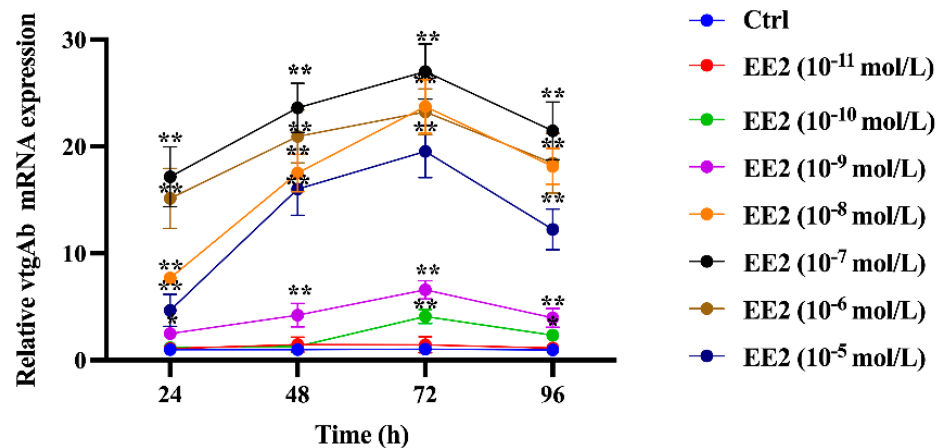 Relative vtgAb mRNA expression
30
20
10
0
**
**
**
**
*
**
**
**
**
**
**
**
**
**
**
**
**
**
**
*
24
48
72
96
Time (h)
Ctrl
EE2 (10⁻¹¹ mol/L)
EE2 (10⁻¹⁰ mol/L)
EE2 (10⁻⁹ mol/L)
EE2 (10⁻⁸ mol/L)
EE2 (10⁻⁷ mol/L)
EE2 (10⁻⁶ mol/L)
EE2 (10⁻⁵ mol/L)